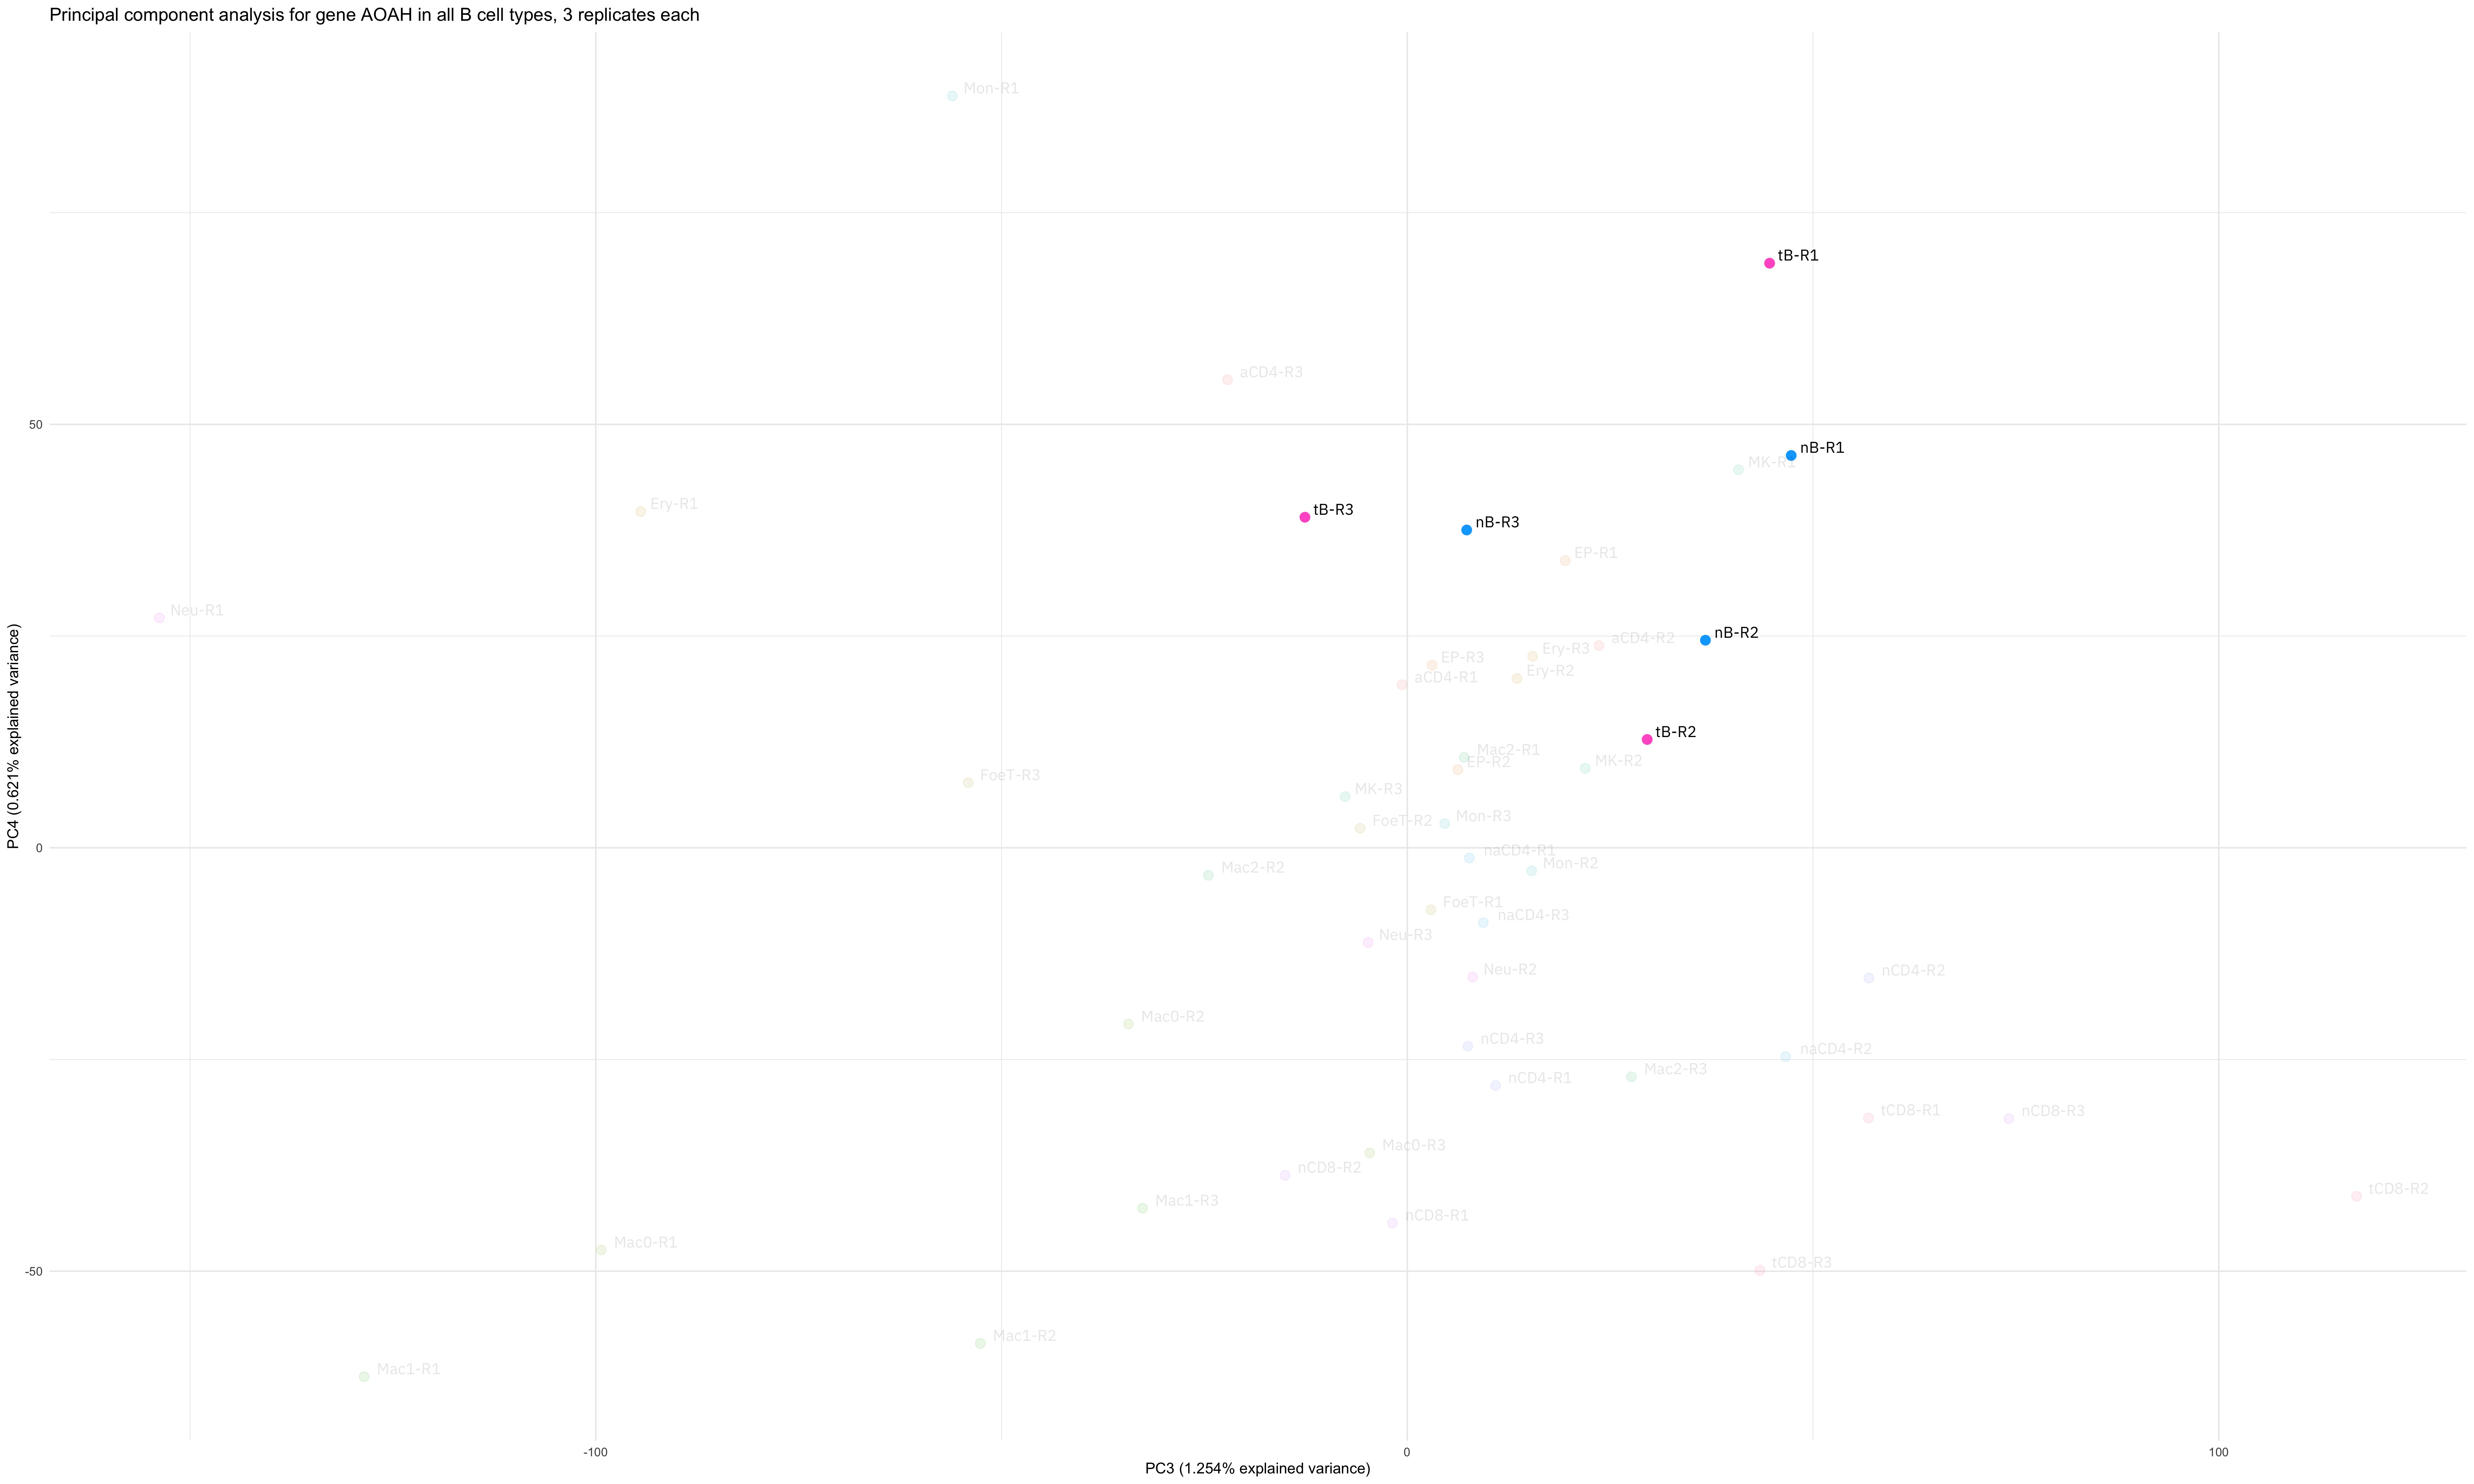 Principal component analysis for gene AOAH in all B cell types, 3 replicates each
Mon-R1
tB-R1
aCD4-R3
50
nB-R1
MK-R1
Ery-R1
tB-R3
nB-R3
EP-R1
Neu-R1
nB-R2
aCD4-R2
Ery-R3
EP-R3
Ery-R2
aCD4-R1
tB-R2
Mac2-R1
EP-R2
MK-R2
FoeT-R3
MK-R3
FoeT-R2
Mon-R3
PC4 (0.621% explained variance)
0
naCD4-R1
Mon-R2
Mac2-R2
FoeT-R1
naCD4-R3
Neu-R3
Neu-R2
nCD4-R2
Mac0-R2
nCD4-R3
naCD4-R2
Mac2-R3
nCD4-R1
tCD8-R1
nCD8-R3
Mac0-R3
nCD8-R2
tCD8-R2
Mac1-R3
nCD8-R1
Mac0-R1
tCD8-R3
-50
Mac1-R2
Mac1-R1
-100
0
100
PC3 (1.254% explained variance)